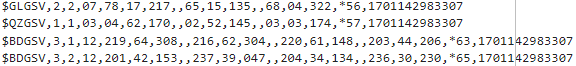 $GLGSV,2,2,07,78,17,217,,65,15,135,,68,04,322,*56,1701142983307
$QZGSV,1,1,03,04,62,170,,02,52,145,,03,03,174,*57,1701142983307
$BDGSV,3,1,12,219,64,308,,216,62,304,,220,61,148,,203,44,206,*63,1701142983307
$BDGSV,3,2,12,201,42,153,,237,39,047,,204,34,134,,236,30,230,*65,1701142983307